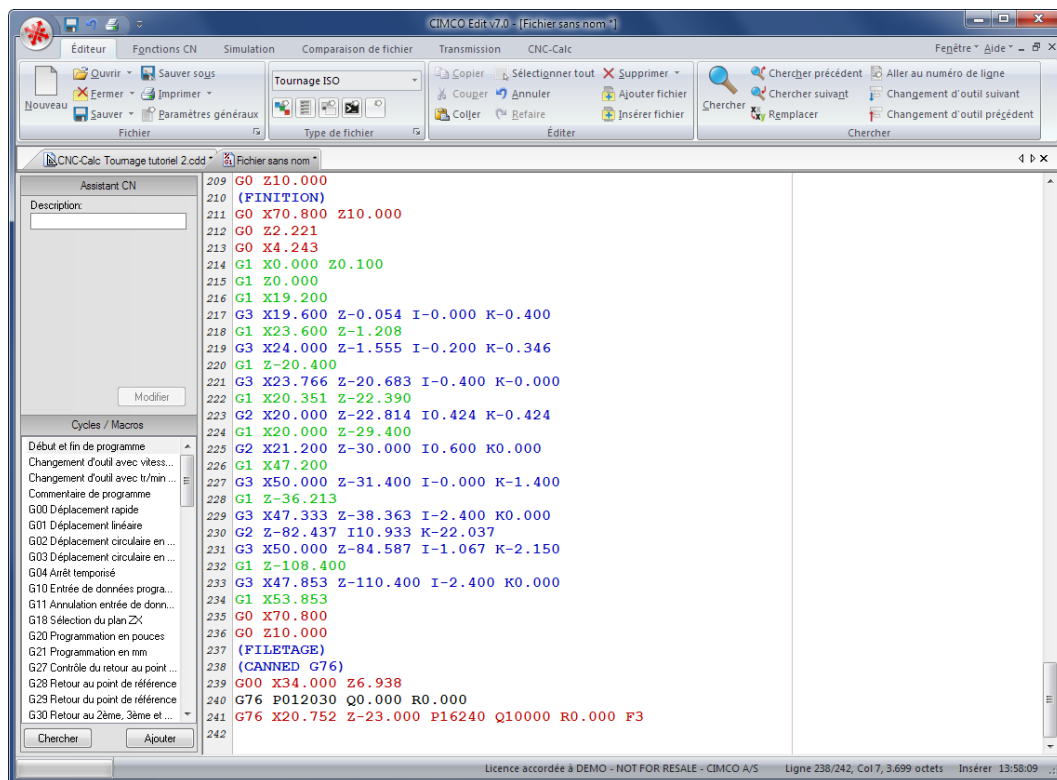 CIMCO Edit v7.0 - [Fichier sans nom *]
Éditeur Fonctions CN Simulation Comparaison de fichier Transmission CNC-Calc Fenêtre Aide
Nouveau
Ouvrir Sauver sous
Fermer Imprimer
Sauver Paramètres généraux
Fichier
Tournage ISO
Type de fichier
Copier Sélectionner tout Supprimer
Couper Annuler Ajouter fichier
Coller Refaire Insérer fichier
Éditer
Chercher
Chercher précédent Aller au numéro de ligne
Chercher suivant Changement d'outil suivant
Remplacer Changement d'outil précédent
Chercher
CNC-Calc Tournage tutoriel 2.cdd * Fichier sans nom *
Assistant CN
Description:
Modifier
Cycles / Macros
Début et fin de programme
Changement d'outil avec vitess...
Changement d'outil avec tr/min ...
Commentaire de programme
G00 Déplacement rapide
G01 Déplacement linéaire
G02 Déplacement circulaire en ...
G03 Déplacement circulaire en ...
G04 Arrêt temporisé
G10 Entrée de données progra...
G11 Annulation entrée de donn...
G18 Sélection du plan ZX
G20 Programmation en pouces
G21 Programmation en mm
G27 Contrôle du retour au point ...
G28 Retour au point de référence
G29 Retour du point de référence
G30 Retour au 2ème, 3ème et ...
Chercher Ajouter
209 G0 Z10.000
210 (FINITION)
211 G0 X70.800 Z10.000
212 G0 Z2.221
213 G0 X4.243
214 G1 X0.000 Z0.100
215 G1 Z0.000
216 G1 X19.200
217 G3 X19.600 Z-0.054 I-0.000 K-0.400
218 G1 X23.600 Z-1.208
219 G3 X24.000 Z-1.555 I-0.200 K-0.346
220 G1 Z-20.400
221 G3 X23.766 Z-20.683 I-0.400 K-0.000
222 G1 X20.351 Z-22.390
223 G2 X20.000 Z-22.814 I0.424 K-0.424
224 G1 X20.000 Z-29.400
225 G2 X21.200 Z-30.000 I0.600 K0.000
226 G1 X47.200
227 G3 X50.000 Z-31.400 I-0.000 K-1.400
228 G1 Z-36.213
229 G3 X47.333 Z-38.363 I-2.400 K0.000
230 G2 Z-82.437 I10.933 K-22.037
231 G3 X50.000 Z-84.587 I-1.067 K-2.150
232 G1 Z-108.400
233 G3 X47.853 Z-110.400 I-2.400 K0.000
234 G1 X53.853
235 G0 X70.800
236 G0 Z10.000
237 (FILETAGE)
238 (CANNED G76)
239 G00 X34.000 Z6.938
240 G76 P012030 Q0.000 R0.000
241 G76 X20.752 Z-23.000 P16240 Q10000 R0.000 F3
242
Licence accordée à DEMO - NOT FOR RESALE - CIMCO A/S Ligne 238/242, Col 7, 3.699 octets Insérer 13:58:09